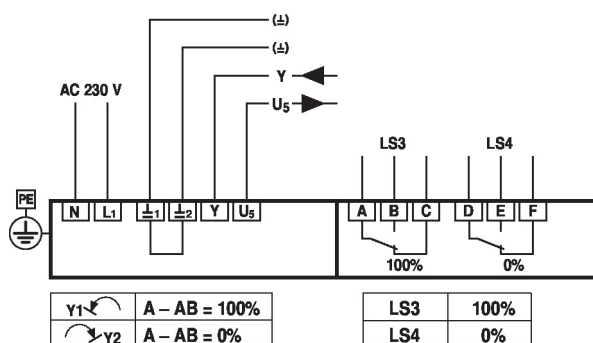 (⊥)
(⊥)
Y
AC 230 V
U5
LS3 LS4
PE
N L1 ⊥1 ⊥2 Y U5 A B C D E F
100% 0%
Y1 A – AB = 100% LS3 100%
Y2 A – AB = 0% LS4 0%